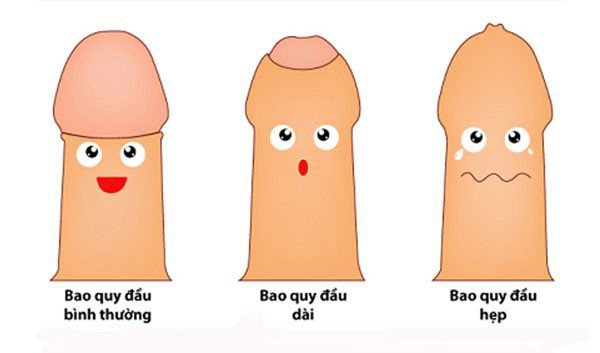 Bao quy đầu
bình thường
Bao quy đầu
dài
Bao quy đầu
hẹp